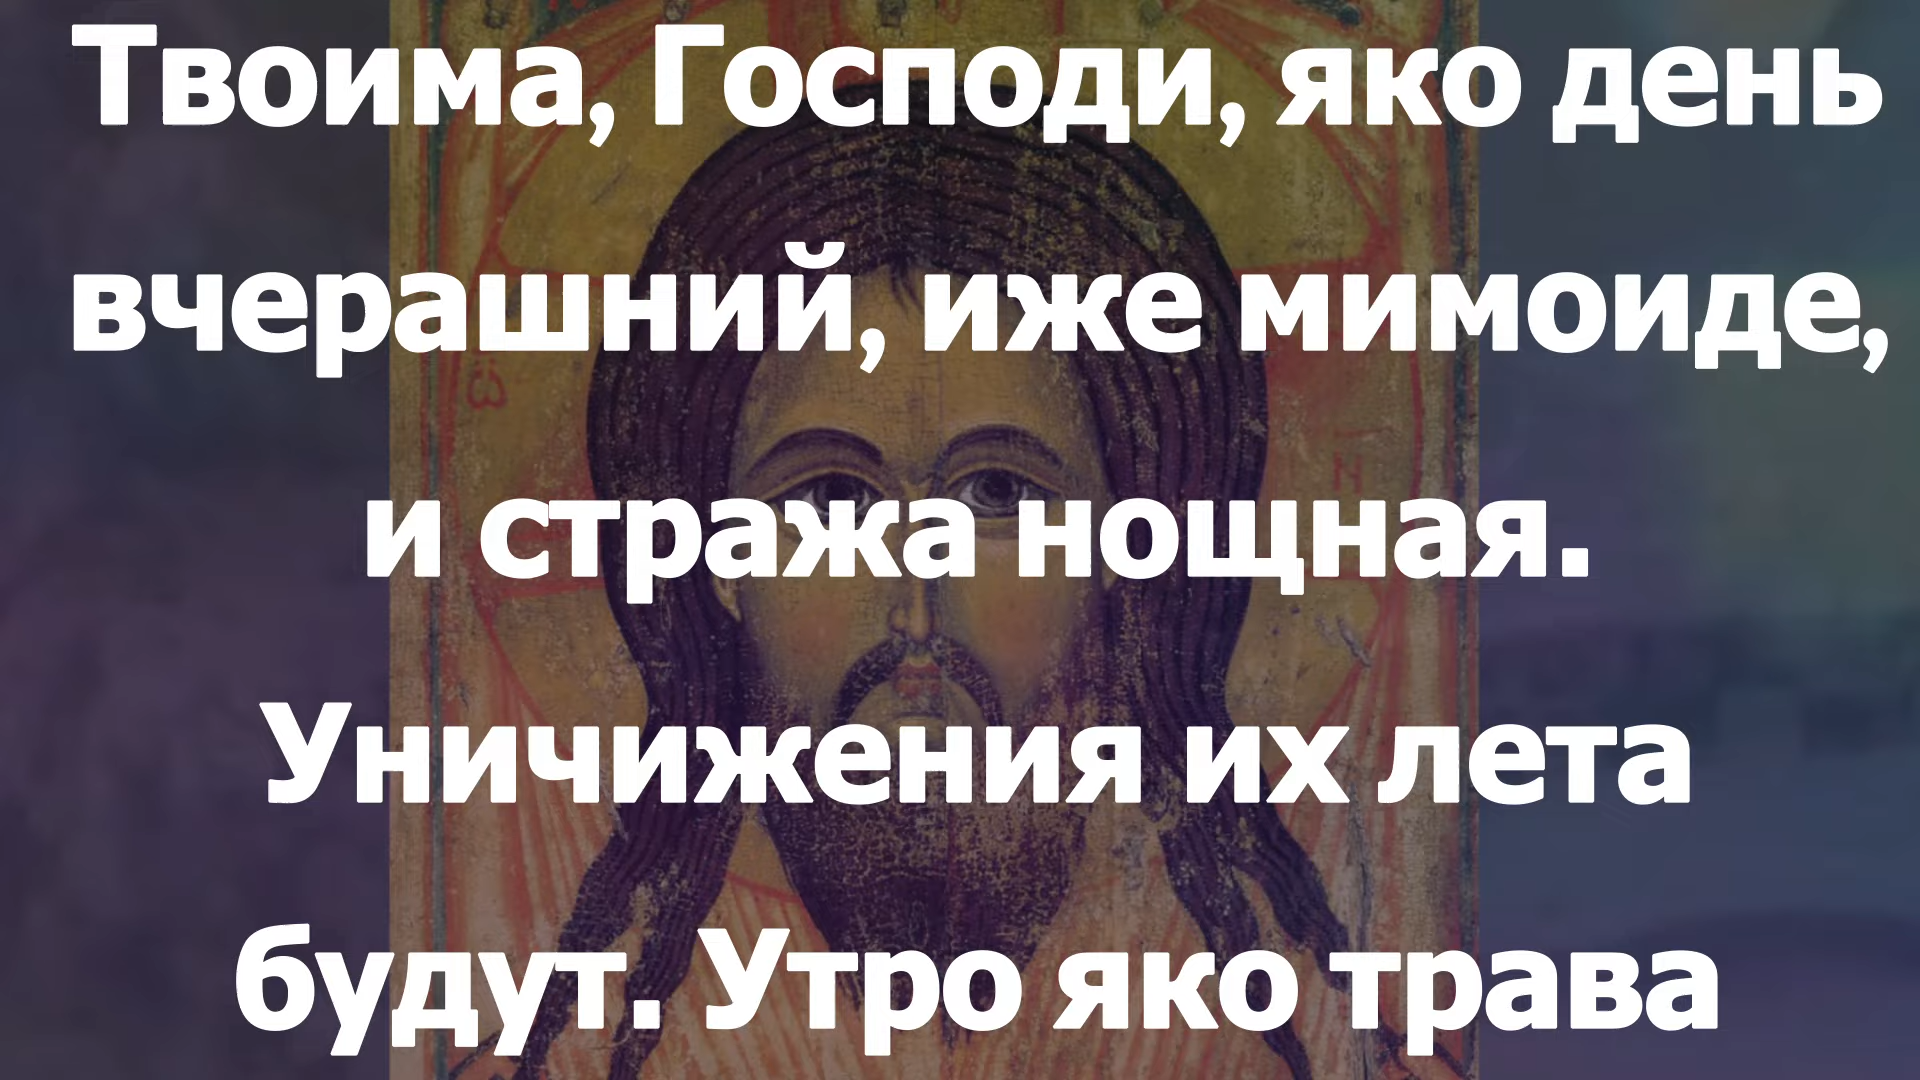 Твоима, Господи, яко день
вчерашний, иже мимоиде,
и стража нощная.
Уничижения их лета
будут. Утро яко трава